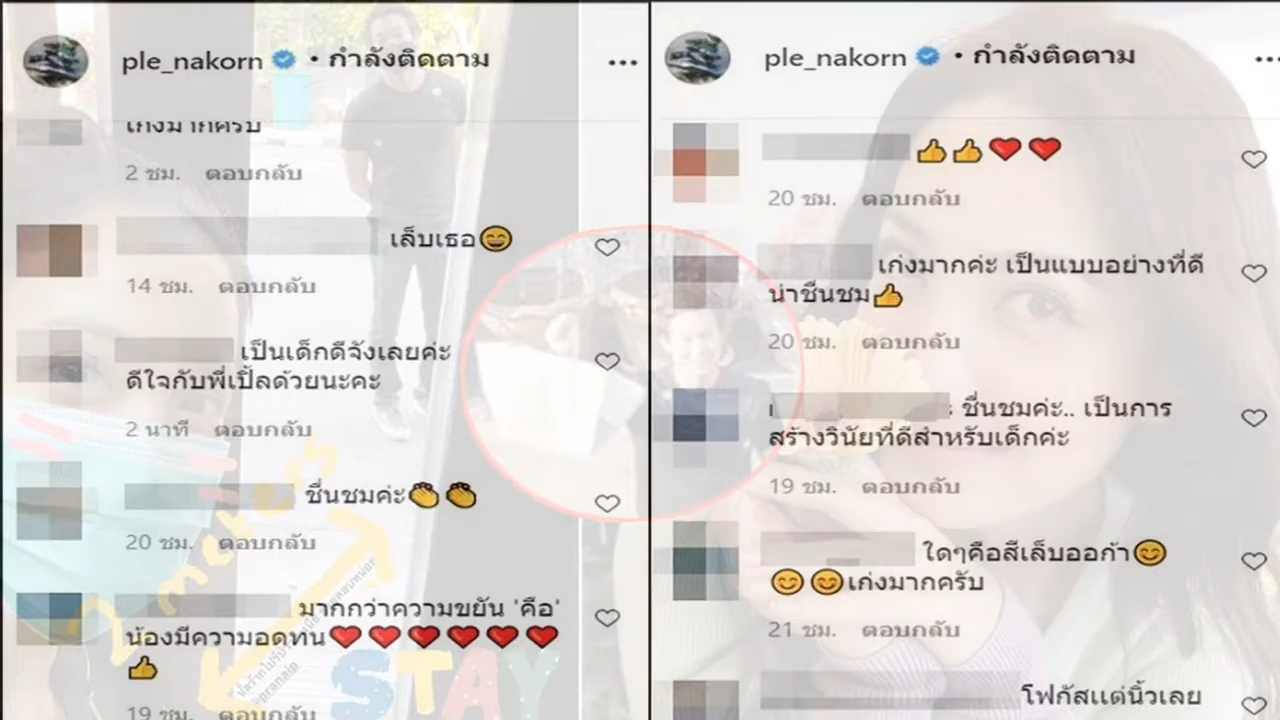 ple_nakorn • กำลังติดตาม
2 ชม. ตอบกลับ
เล็บเธอ😄
14 ชม. ตอบกลับ
เป็นเด็กดีจังเลยค่ะ
ดีใจกับพี่เปิ้ลด้วยนะคะ
2 นาที ตอบกลับ
ชื่นชมค่ะ👏👏
20 ชม. ตอบกลับ
มากกว่าความขยัน 'คือ'
น้องมีความอดทน❤️❤️❤️❤️❤️❤️
👍
19 ชม. ตอบกลับ
2 meters
STAY
ple_nakorn • กำลังติดตาม
👍👍❤️❤️
20 ชม. ตอบกลับ
เก่งมากค่ะ เป็นแบบอย่างที่ดี
น่าชืนชม👍
20 ชม. ตอบกลับ
ชื่นชมค่ะ.. เป็นการ
สร้างวินัยที่ดีสำหรับเด็กค่ะ
19 ชม. ตอบกลับ
ใดๆคือสีเล็บออก้า😊
😊😊เก่งมากครับ
21 ชม. ตอบกลับ
โฟกัสแต่นิ้วเลย